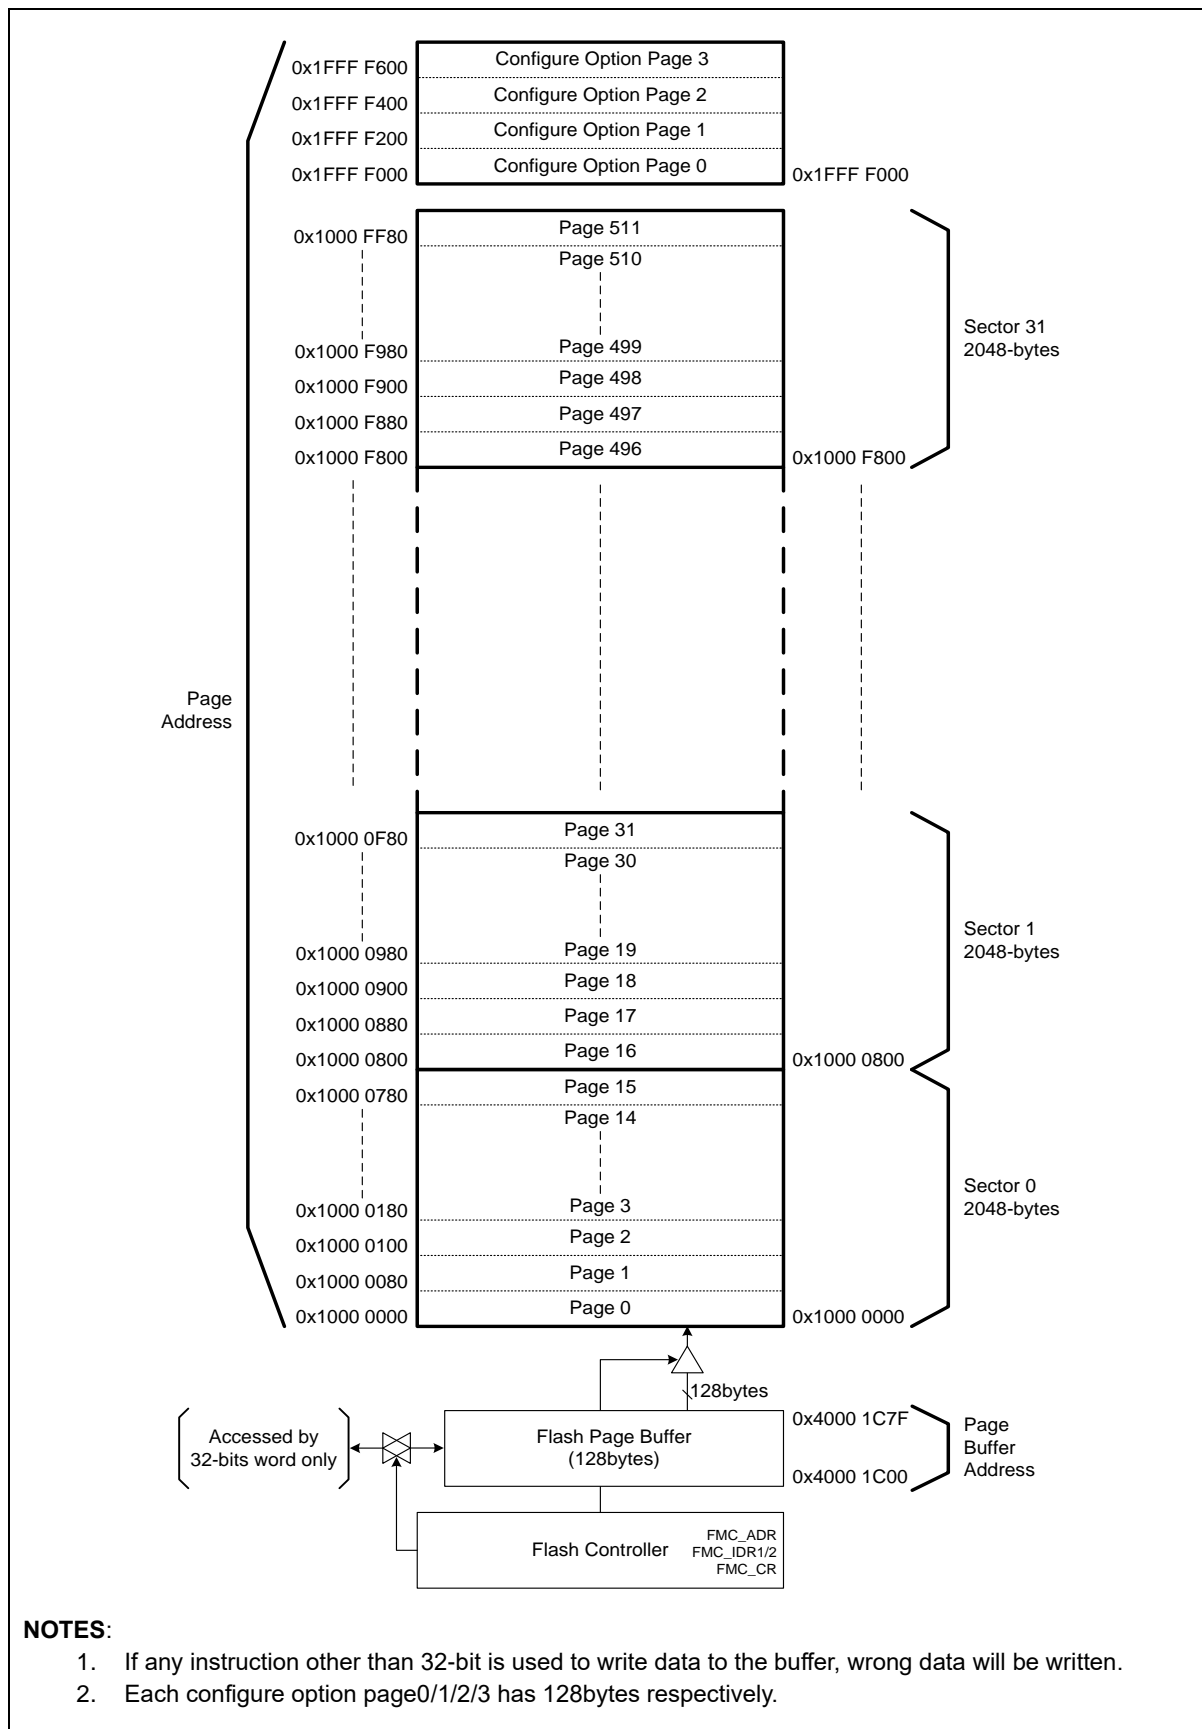 0x1FFF F600 Configure Option Page 3
0x1FFF F400 Configure Option Page 2
0x1FFF F200 Configure Option Page 1
0x1FFF F000 Configure Option Page 0 0x1FFF F000
0x1000 FF80 Page 511
Page 510
0x1000 F980 Page 499
0x1000 F900 Page 498
0x1000 F880 Page 497
0x1000 F800 Page 496 0x1000 F800
Sector 31
2048-bytes
Page
Address
0x1000 0F80 Page 31
Page 30
0x1000 0980 Page 19
0x1000 0900 Page 18
0x1000 0880 Page 17
0x1000 0800 Page 16 0x1000 0800
Sector 1
2048-bytes
0x1000 0780 Page 15
Page 14
0x1000 0180 Page 3
0x1000 0100 Page 2
0x1000 0080 Page 1
0x1000 0000 Page 0 0x1000 0000
Sector 0
2048-bytes
128bytes
Accessed by
32-bits word only
Flash Page Buffer
(128bytes)
0x4000 1C7F
0x4000 1C00
Page
Buffer
Address
Flash Controller
FMC_ADR
FMC_IDR1/2
FMC_CR
NOTES:
1. If any instruction other than 32-bit is used to write data to the buffer, wrong data will be written.
2. Each configure option page0/1/2/3 has 128bytes respectively.